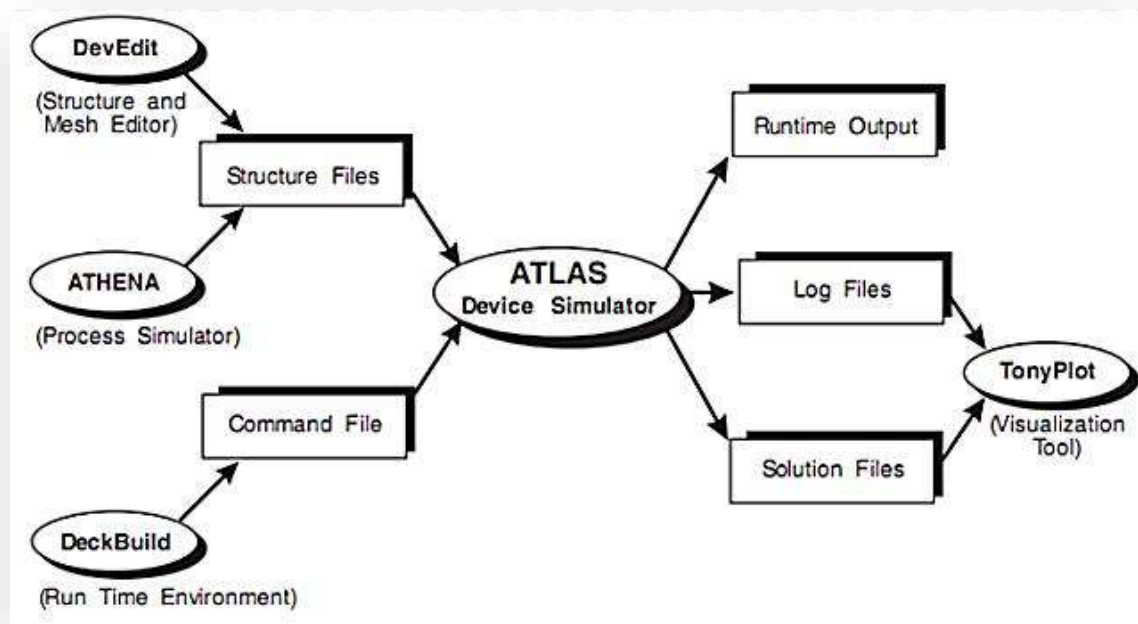 DevEdit
(Structure and
Mesh Editor)
Structure Files
ATHENA
(Process Simulator)
Command File
DeckBuild
(Run Time Environment)
ATLAS
Device Simulator
Runtime Output
Log Files
Solution Files
TonyPlot
(Visualization
Tool)